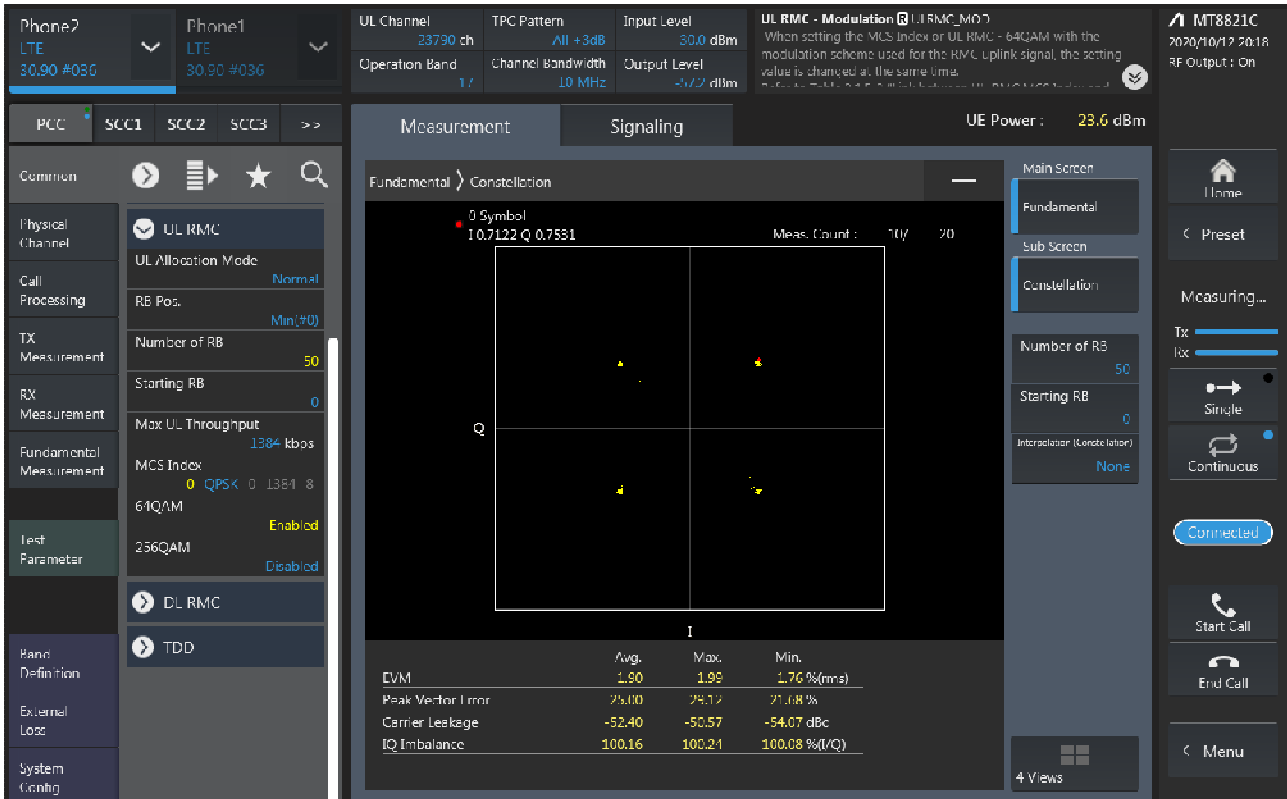 Phone2
LTE
30.90 #036
Phone1
LTE
30.90 #036
UL Channel
23790 ch
TPC Pattern
All +3dB
Input Level
30.0 dBm
Operation Band
17
Channel Bandwidth
10 MHz
Output Level
-57.2 dBm
UL RMC - Modulation R ULRMC_MOD
When setting the MCS Index or UL RMC - 64QAM with the
modulation scheme used for the RMC uplink signal, the setting
value is changed at the same time.
MT8821C
2020/10/12 20:18
RF Output : On
PCC
SCC1
SCC2
SCC3
>>
Measurement
Signaling
UE Power : 23.6 dBm
Common
Physical
Channel
Call
Processing
TX
Measurement
RX
Measurement
Fundamental
Measurement
Test
Parameter
Band
Definition
External
Loss
System
Config
UL RMC
UL Allocation Mode
Normal
RB Pos.
Min(#0)
Number of RB
50
Starting RB
0
Max UL Throughput
1384 kbps
MCS Index
0 QPSK 0 1384 8
64QAM
Enabled
256QAM
Disabled
DL RMC
TDD
Fundamental 〉 Constellation
0 Symbol
I 0.7122 Q 0.7531
Meas. Count : 10/ 20
Q
I
Avg. Max. Min.
EVM 1.90 1.99 1.76 %(rms)
Peak Vector Error 25.00 29.12 21.68 %
Carrier Leakage -52.40 -50.57 -54.07 dBc
IQ Imbalance 100.16 100.24 100.08 %(I/Q)
Main Screen
Fundamental
Sub Screen
Constellation
Number of RB
50
Starting RB
0
Interpolation (Constellation)
None
4 Views
Home
< Preset
Measuring...
Tx
Rx
Single
Continuous
Connected
Start Call
End Call
< Menu